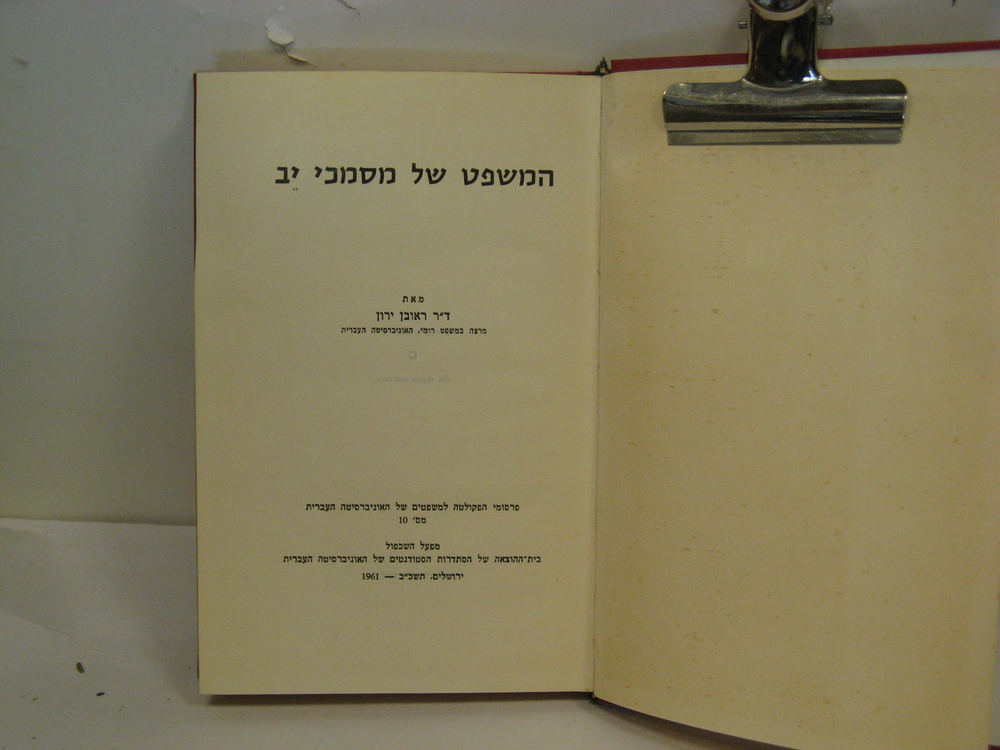 המשפט של מסמכי יֵב
מאת
ד״ר ראובן ירון
מרצה במשפט רומי, האוניברסיטה העברית
פרסומי הפקולטה למשפטים של האוניברסיטה העברית
מס׳ 10
מפעל השכפול
בית־ההוצאה של הסתדרות הסטודנטים של האוניברסיטה העברית
ירושלים, תשכ״ב — 1961